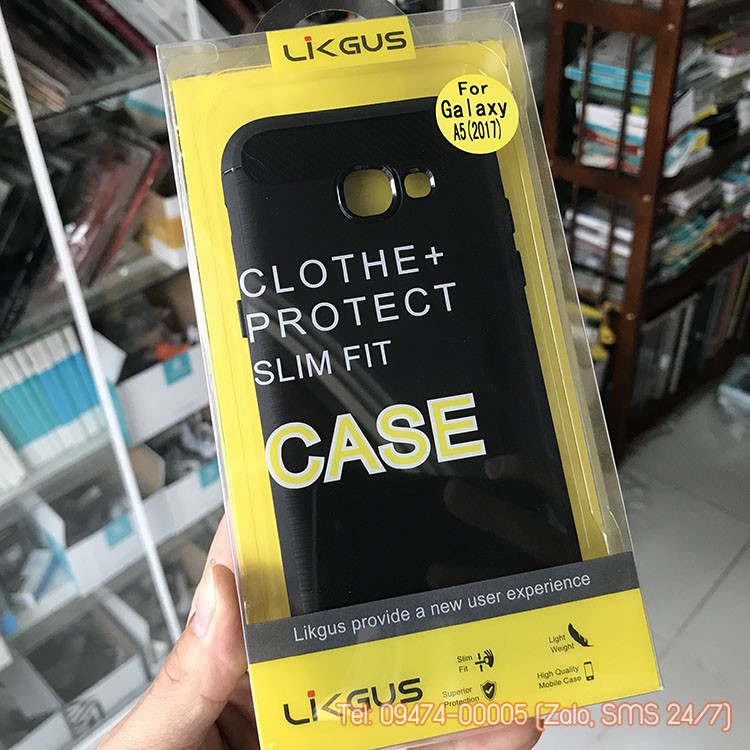 LIKGUS
For
Galaxy
A5(2017)
CLOTHE+
PROTECT
SLIM FIT
CASE
Likgus provide a new user experience
Slim
Fit
Light
Weight
Superior
Protection
High Quality
Mobile Case
LIKGUS
Tel: 09474-00005 (Zalo, SMS 24/7)